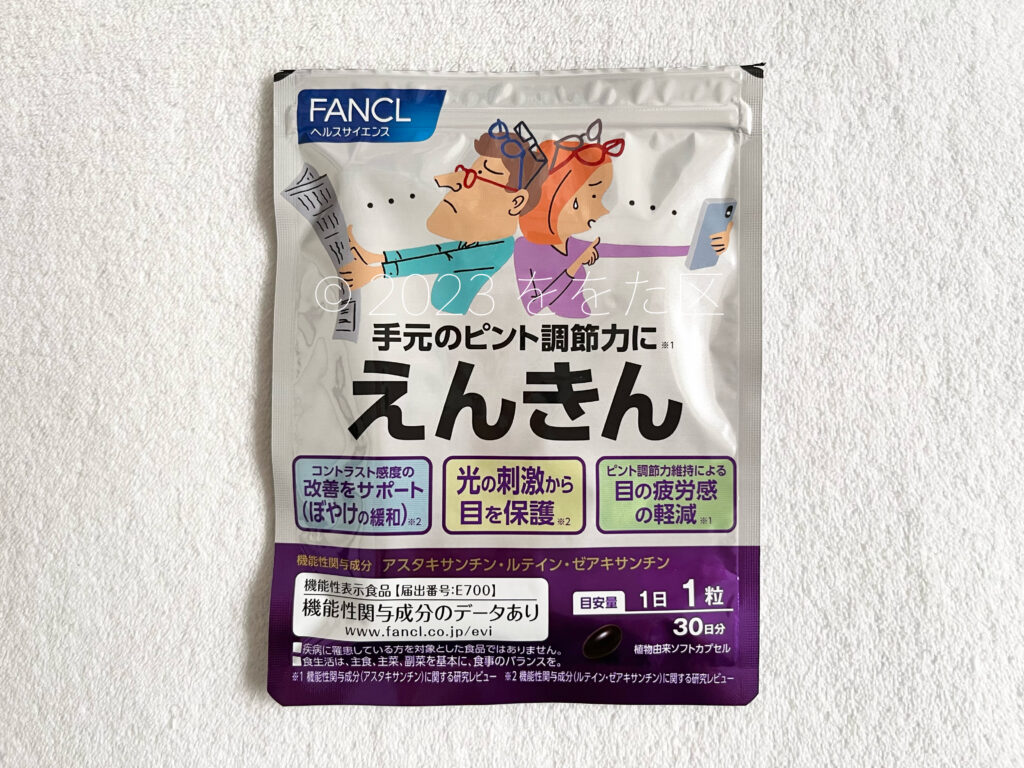 FANCL
ヘルスサイエンス
© 2023 ををた区
手元のピント調節力に※1
えんきん
コントラスト感度の
改善をサポート
(ぼやけの緩和)※2
光の刺激から
目を保護※2
ピント調節力維持による
目の疲労感
の軽減※1
機能性関与成分 アスタキサンチン・ルテイン・ゼアキサンチン
機能性表示食品【届出番号:E700】
機能性関与成分のデータあり
www.fancl.co.jp/evi
目安量 1日 1粒
30日分
植物由来ソフトカプセル
■疾病に罹患している方を対象とした食品ではありません。
■食生活は、主食、主菜、副菜を基本に、食事のバランスを。
※1 機能性関与成分(アスタキサンチン)に関する研究レビュー ※2 機能性関与成分(ルテイン・ゼアキサンチン)に関する研究レビュー